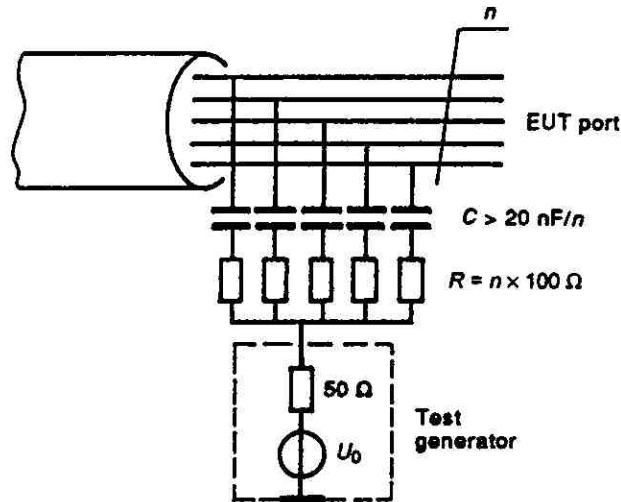 n
EUT port
C > 20 nF/n
R = n × 100 Ω
50 Ω
U₀
Test
generator